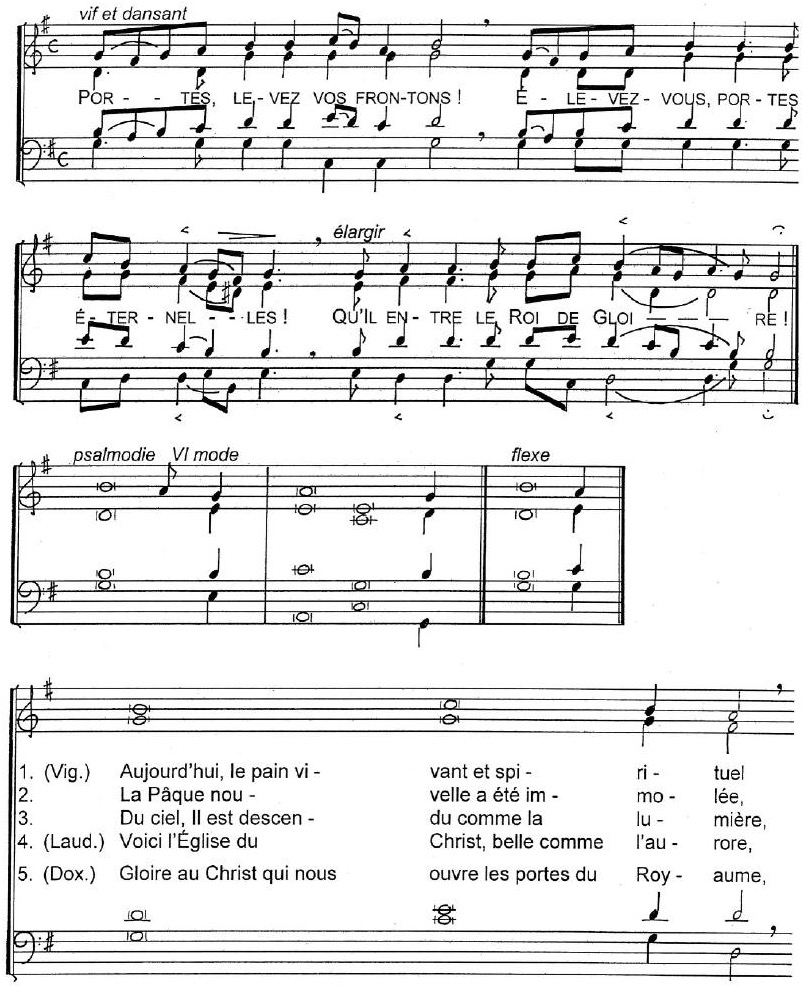 vif et dansant
POR - - TES, LE - VEZ VOS FRON-TONS ! É - LE - VEZ - VOUS, POR - TES
élargir
É - TER - NEL - - LES ! QU'IL EN - TRE LE ROI DE GLOI — — — RE !
psalmodie VI mode flexe
1. (Vig.) Aujourd'hui, le pain vi - vant et spi - ri - tuel
2. La Pâque nou - velle a été im - mo - lée,
3. Du ciel, Il est descen - du comme la lu - mière,
4. (Laud.) Voici l'Église du Christ, belle comme l'au - rore,
5. (Dox.) Gloire au Christ qui nous ouvre les portes du Roy - aume,